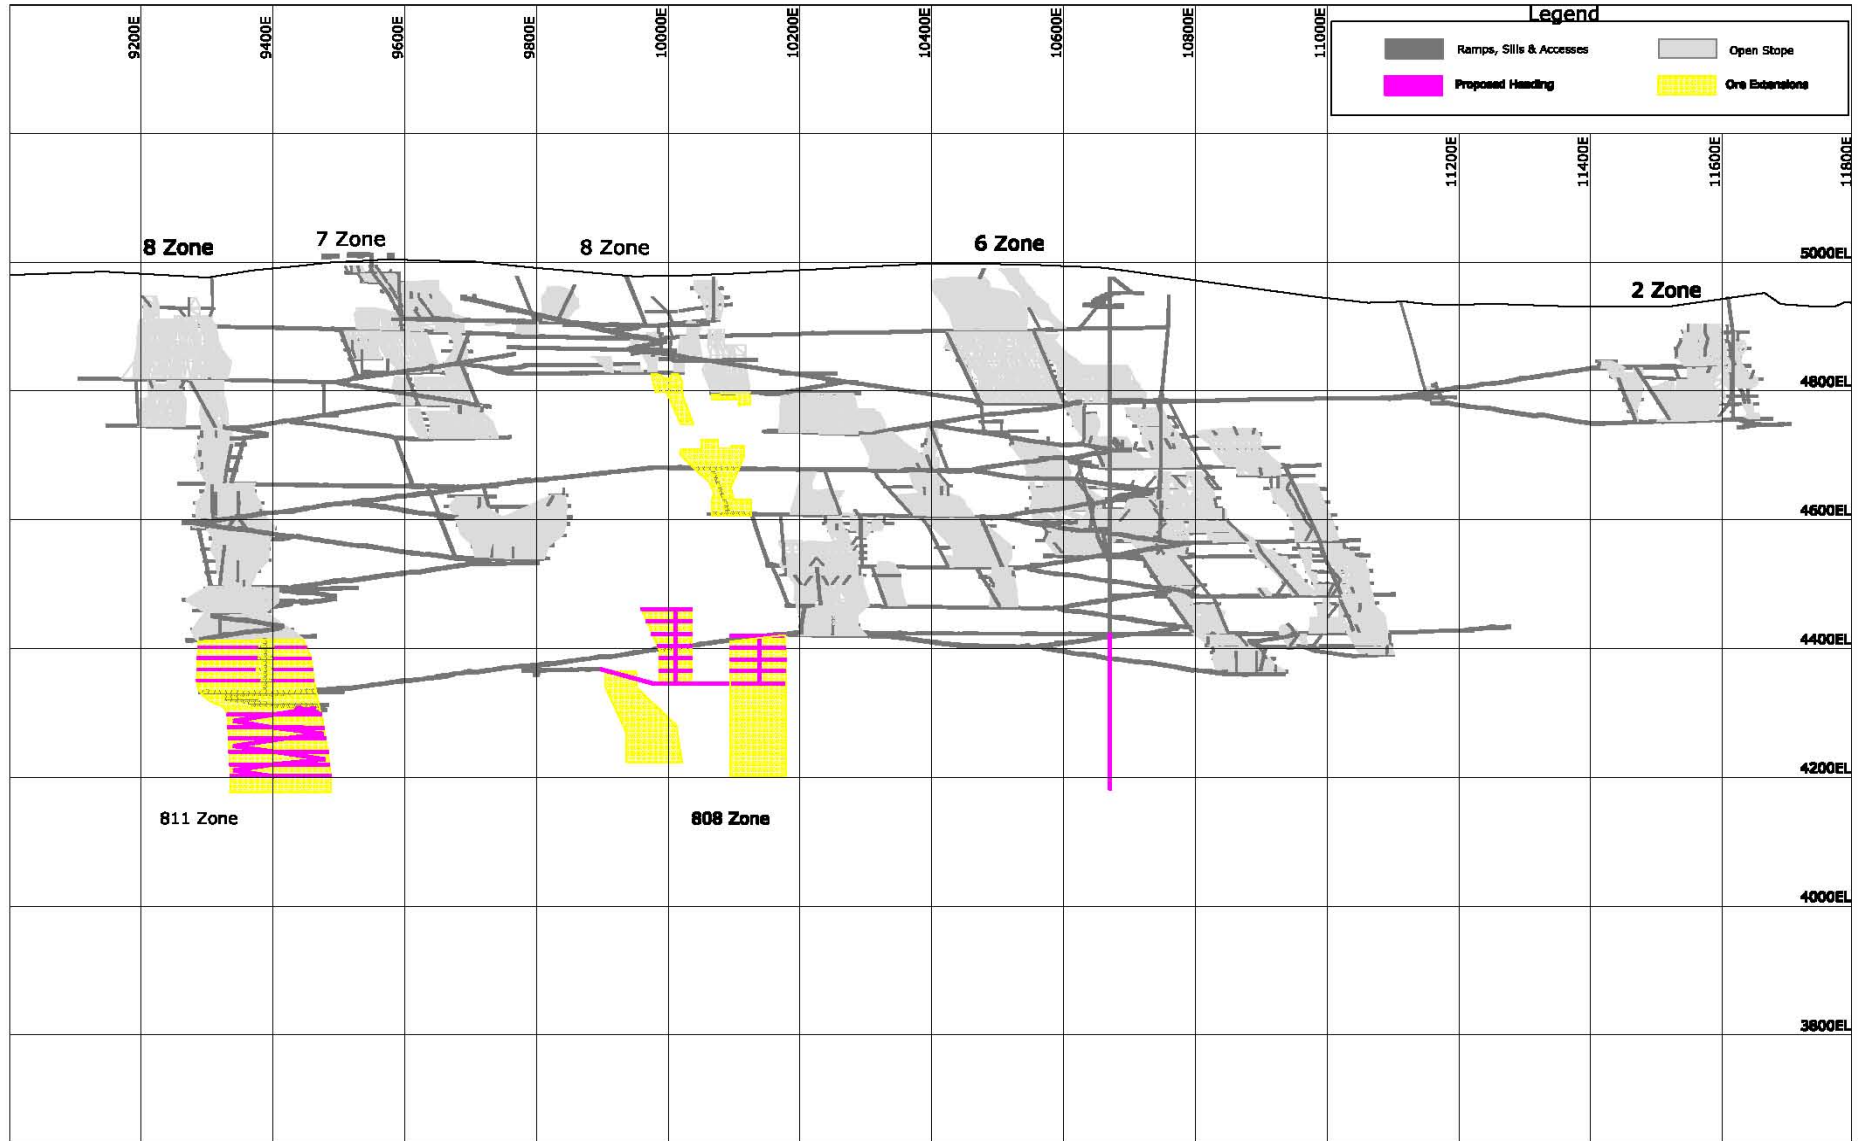 Legend
Ramps, Sills & Accesses
Open Stope
Proposed Heading
Ore Extensions
9200E
9400E
9600E
9800E
10000E
10200E
10400E
10600E
10800E
11000E
11200E
11400E
11600E
11800E
8 Zone
7 Zone
8 Zone
6 Zone
2 Zone
5000EL
4800EL
4600EL
4400EL
4200EL
811 Zone
808 Zone
4000EL
3800EL